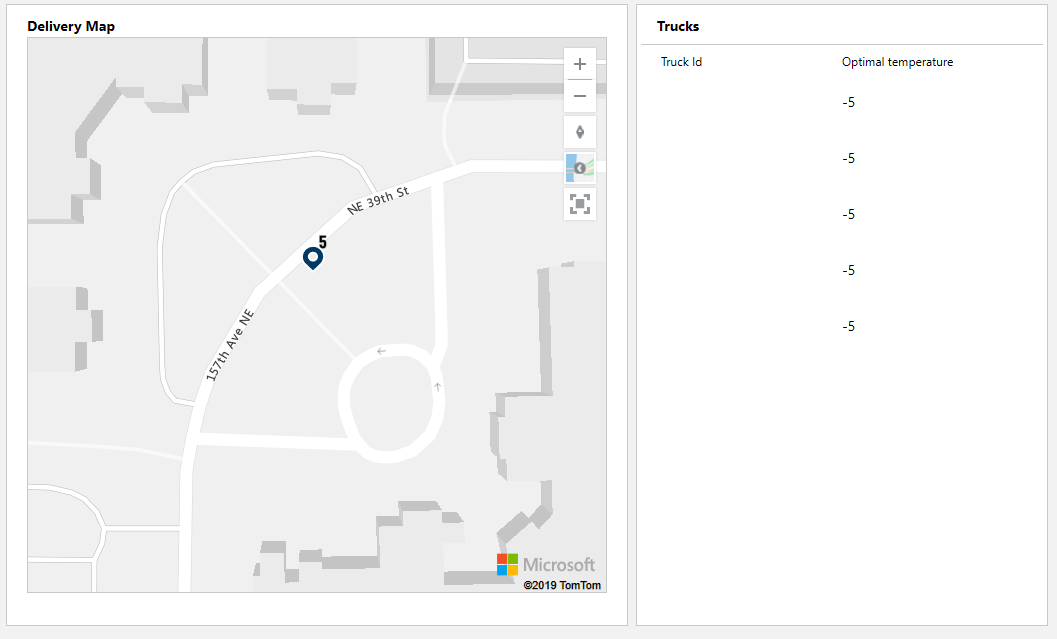 Delivery Map
NE 39th St
5
157th Ave NE
Microsoft
©2019 TomTom
Trucks
Truck Id Optimal temperature
-5
-5
-5
-5
-5